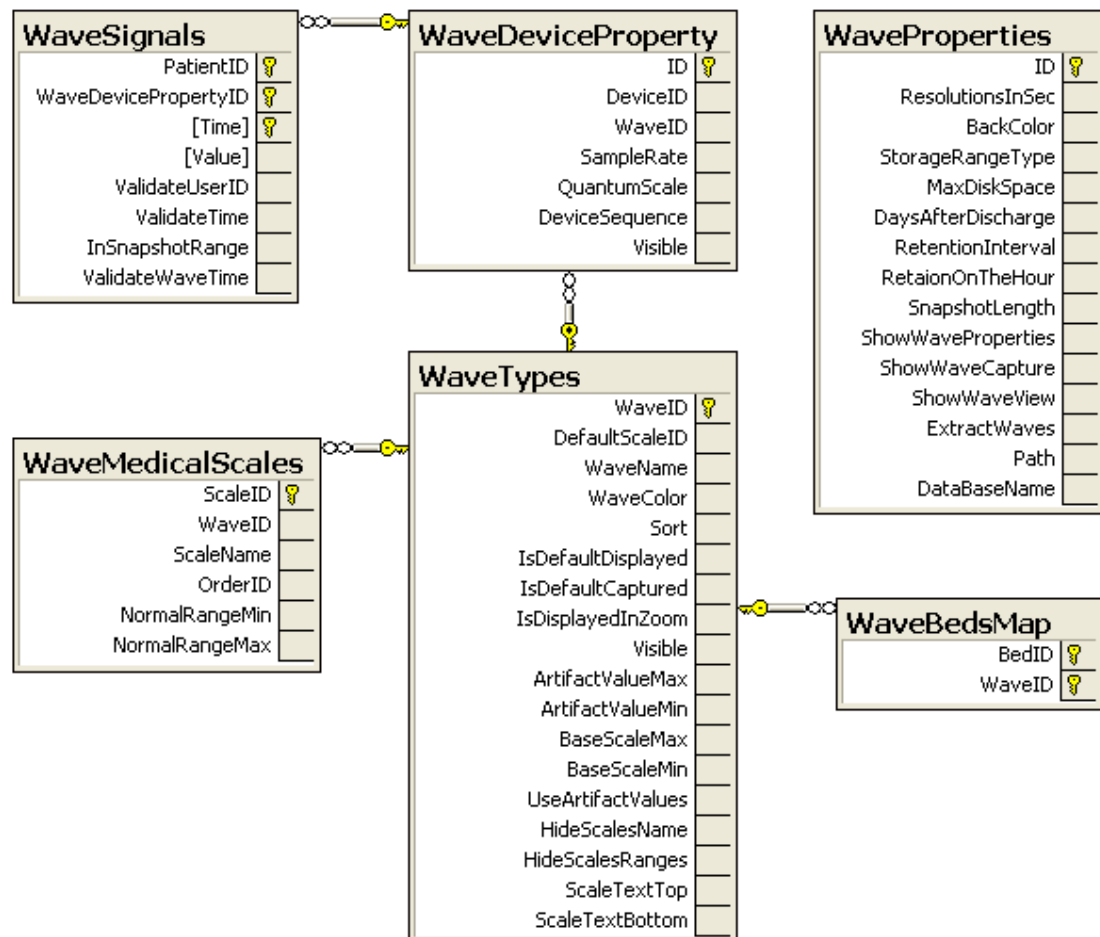 WaveSignals
PatientID
WaveDevicePropertyID
[Time]
[Value]
ValidateUserID
ValidateTime
InSnapshotRange
ValidateWaveTime
WaveDeviceProperty
ID
DeviceID
WaveID
SampleRate
QuantumScale
DeviceSequence
Visible
WaveProperties
ID
ResolutionsInSec
BackColor
StorageRangeType
MaxDiskSpace
DaysAfterDischarge
RetentionInterval
RetaionOnTheHour
SnapshotLength
ShowWaveProperties
ShowWaveCapture
ShowWaveView
ExtractWaves
Path
DataBaseName
WaveMedicalScales
ScaleID
WaveID
ScaleName
OrderID
NormalRangeMin
NormalRangeMax
WaveTypes
WaveID
DefaultScaleID
WaveName
WaveColor
Sort
IsDefaultDisplayed
IsDefaultCaptured
IsDisplayedInZoom
Visible
ArtifactValueMax
ArtifactValueMin
BaseScaleMax
BaseScaleMin
UseArtifactValues
HideScalesName
HideScalesRanges
ScaleTextTop
ScaleTextBottom
WaveBedsMap
BedID
WaveID